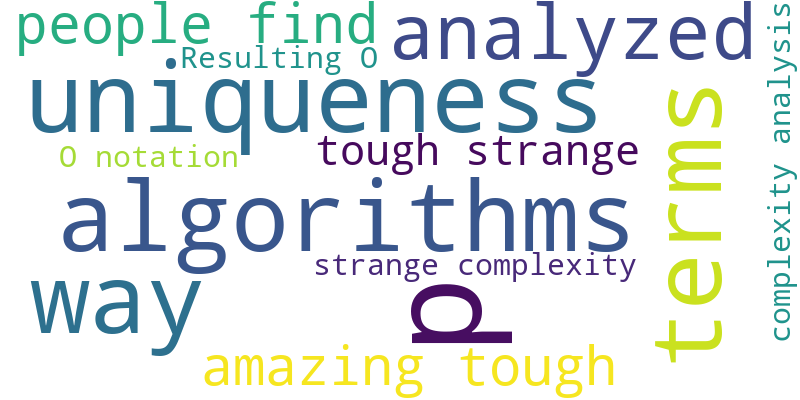 people find
analyzed
Resulting O
uniqueness
complexity analysis
terms
tough strange
O notation
algorithms
strange complexity
way
p
amazing tough